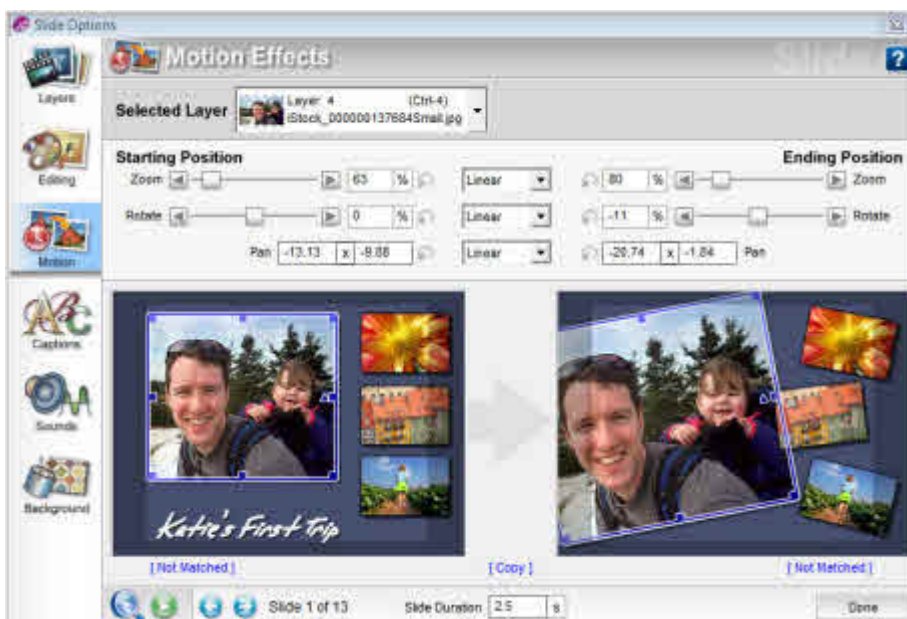 Slide Options
Motion Effects
Slide
?
Layers
Selected Layer
Layer 4 (Ctrl-4)
iStock_000000137684Small.jpg
Editing
Starting Position
Ending Position
Zoom 63 % Linear 80 % Zoom
Rotate 0 % Linear -11 % Rotate
Pan -13.13 x -9.88 Linear -20.74 x -1.84 Pan
Motion
ABC
Captions
Sounds
Background
Katie's First Trip
[ Not Matched ] [ Copy ] [ Not Matched ]
Slide 1 of 13 Slide Duration 2.5 s Done